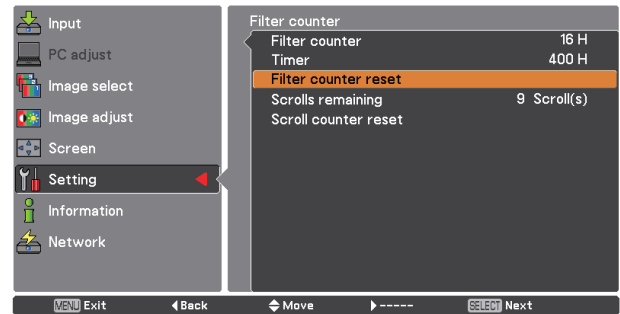 Input
PC adjust
Image select
Image adjust
Screen
Setting
Information
Network
Filter counter
Filter counter 16 H
Timer 400 H
Filter counter reset
Scrolls remaining 9 Scroll(s)
Scroll counter reset
MENU Exit Back Move ----- SELECT Next